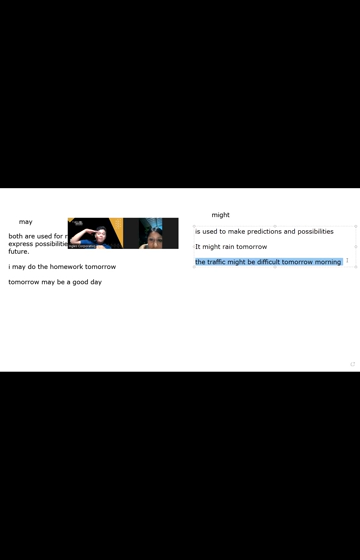 may
both are used for
express possibilitie
future.
i may do the homework tomorrow
tomorrow may be a good day
might
is used to make predictions and possibilities
It might rain tomorrow
the traffic might be difficult tomorrow morning